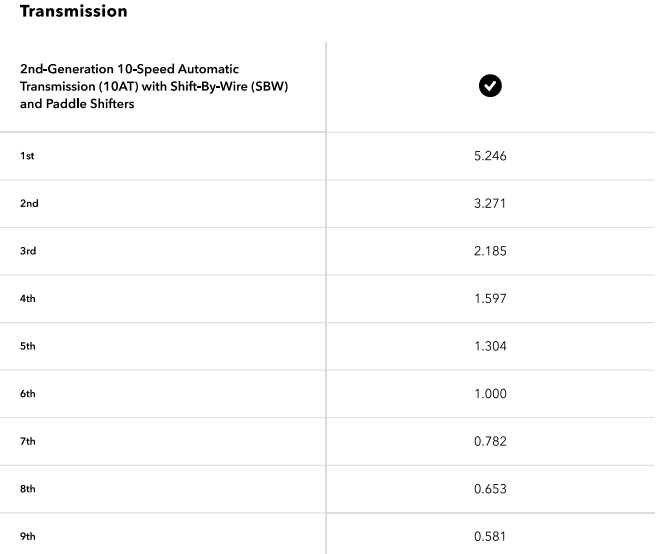 Transmission
2nd-Generation 10-Speed Automatic
Transmission (10AT) with Shift-By-Wire (SBW)
and Paddle Shifters
1st 5.246
2nd 3.271
3rd 2.185
4th 1.597
5th 1.304
6th 1.000
7th 0.782
8th 0.653
9th 0.581